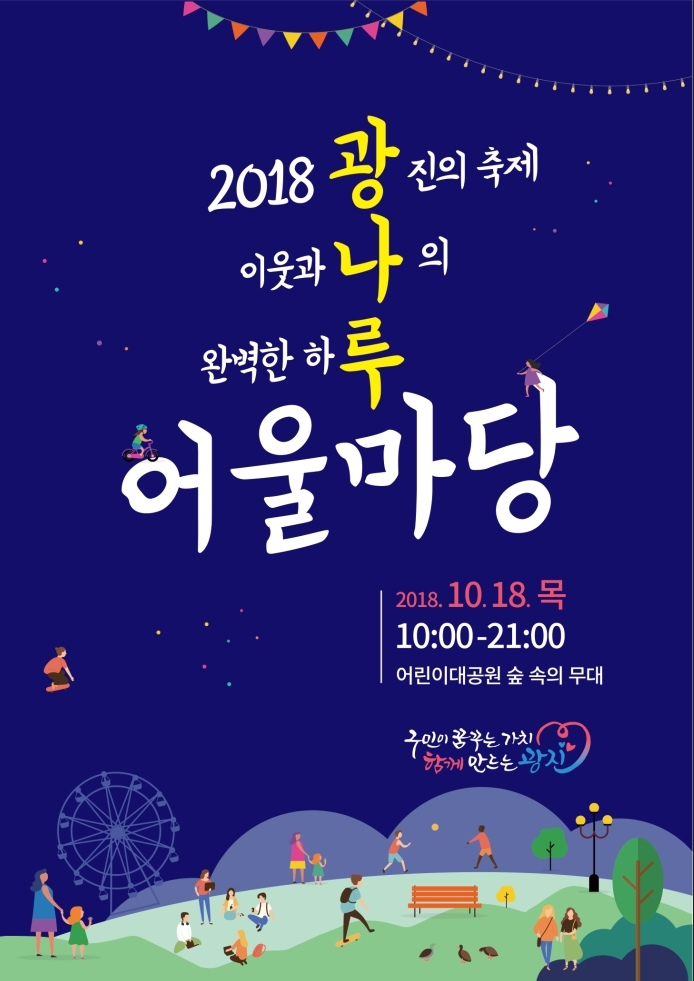 2018 광진의 축제
이웃과 나의
완벽한 하루
어울마당
2018. 10. 18. 목
10:00-21:00
어린이대공원 숲 속의 무대
구민이 꿈꾸는 가치
함께 만드는 광진